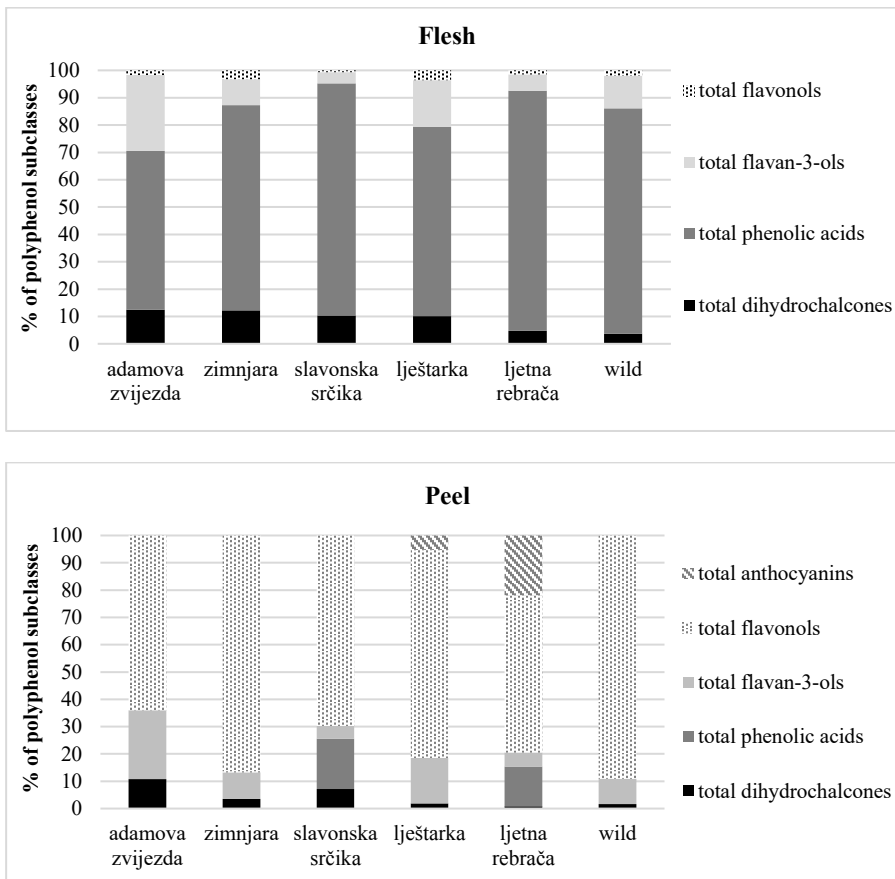 Flesh
% of polyphenol subclasses
100
90
80
70
60
50
40
30
20
10
0
adamova
zvijezda
zimnjara
slavonska
srčika
lještarka
ljetna
rebrača
wild
total flavonols
total flavan-3-ols
total phenolic acids
total dihydrochalcones
Peel
% of polyphenol subclasses
100
90
80
70
60
50
40
30
20
10
0
adamova
zvijezda
zimnjara
slavonska
srčika
lještarka
ljetna
rebrača
wild
total anthocyanins
total flavonols
total flavan-3-ols
total phenolic acids
total dihydrochalcones